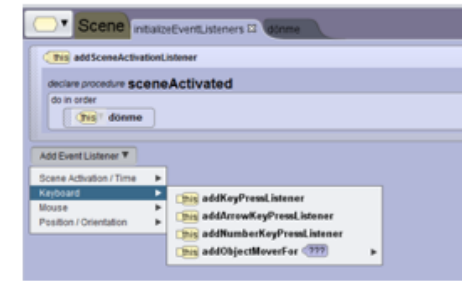 Scene initializeEventListeners dönme
this addSceneActivationListener
declare procedure sceneActivated
do in order
this dönme
Add Event Listener
Scene Activation / Time
Keyboard
Mouse
Position / Orientation
this addKeyPressListener
this addArrowKeyPressListener
this addNumberKeyPressListener
this addObjectMoverFor ???